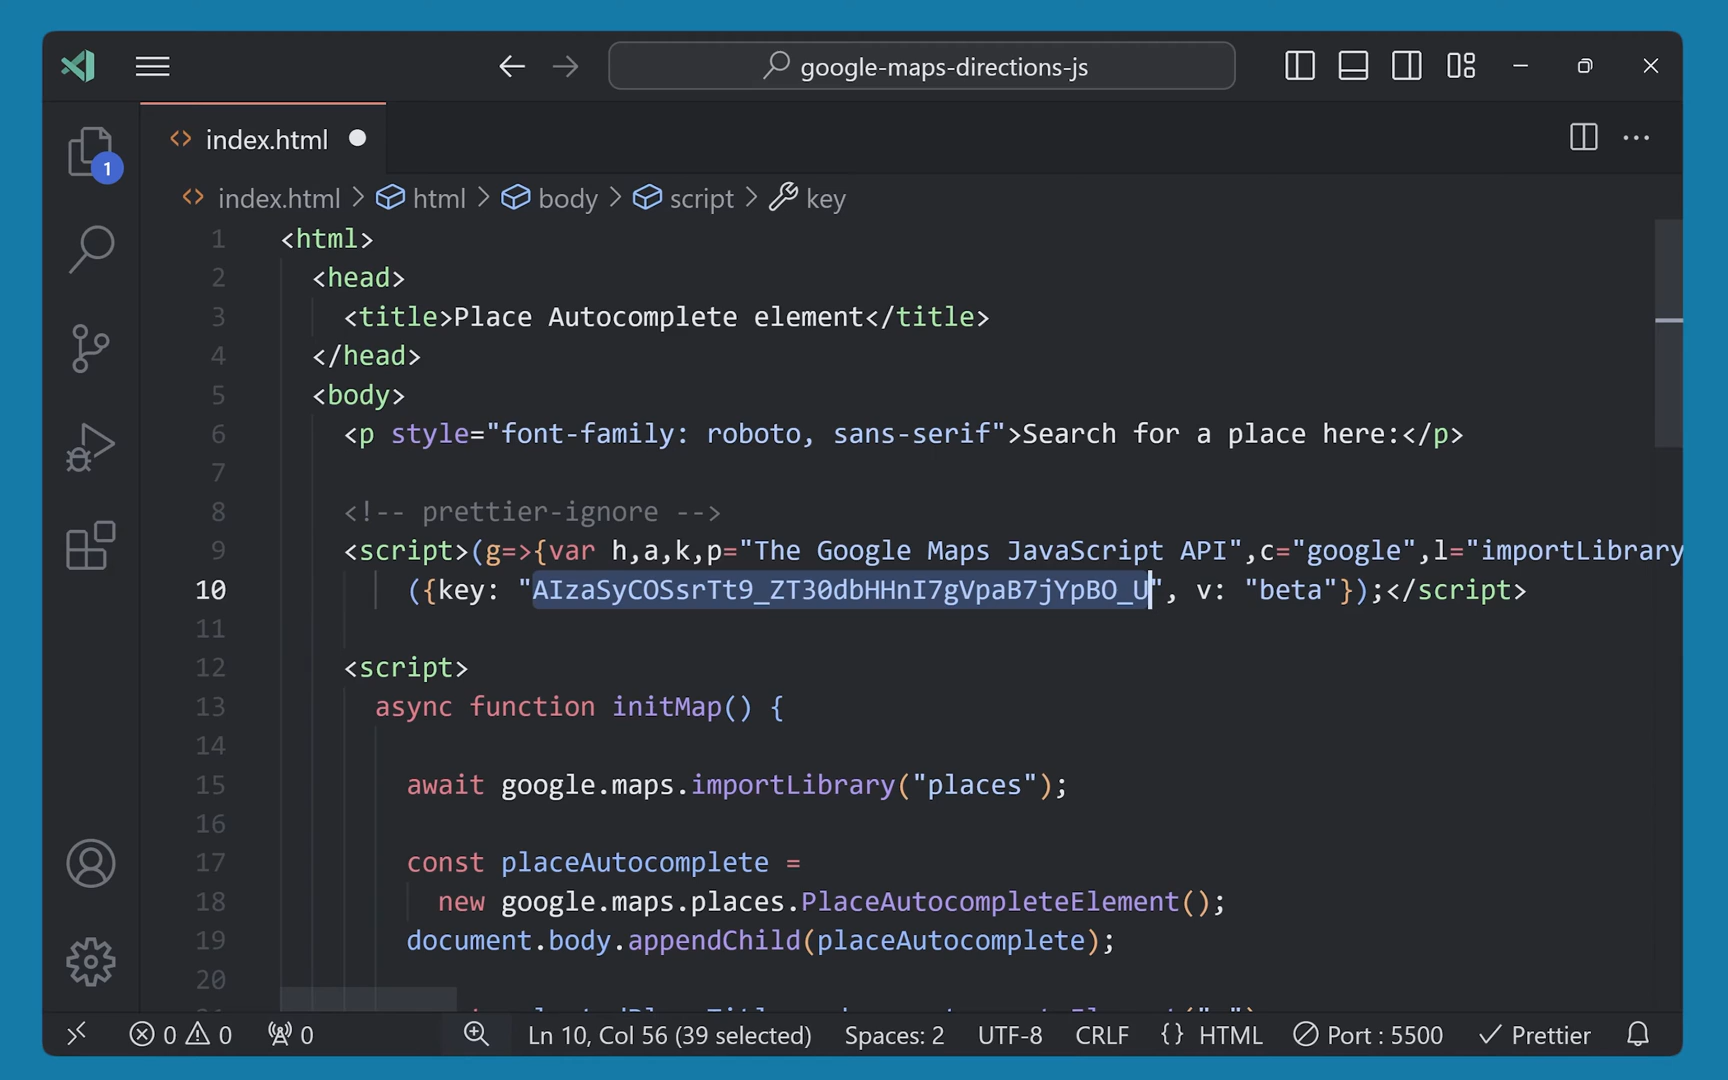 google-maps-directions-js
index.html
1
index.html > html > body > script > key
1 <html>
2 <head>
3 <title>Place Autocomplete element</title>
4 </head>
5 <body>
6 <p style="font-family: roboto, sans-serif">Search for a place here:</p>
7
8 <!-- prettier-ignore -->
9 <script>(g=>{var h,a,k,p="The Google Maps JavaScript API",c="google",l="importLibrary
10 ({key: "AIzaSyCOSsrTt9_ZT30dbHHnI7gVpaB7jYpBO_U", v: "beta"});</script>
11
12 <script>
13 async function initMap() {
14
15 await google.maps.importLibrary("places");
16
17 const placeAutocomplete =
18 new google.maps.places.PlaceAutocompleteElement();
19 document.body.appendChild(placeAutocomplete);
20
0 0 0 Ln 10, Col 56 (39 selected) Spaces: 2 UTF-8 CRLF {} HTML Port : 5500 Prettier